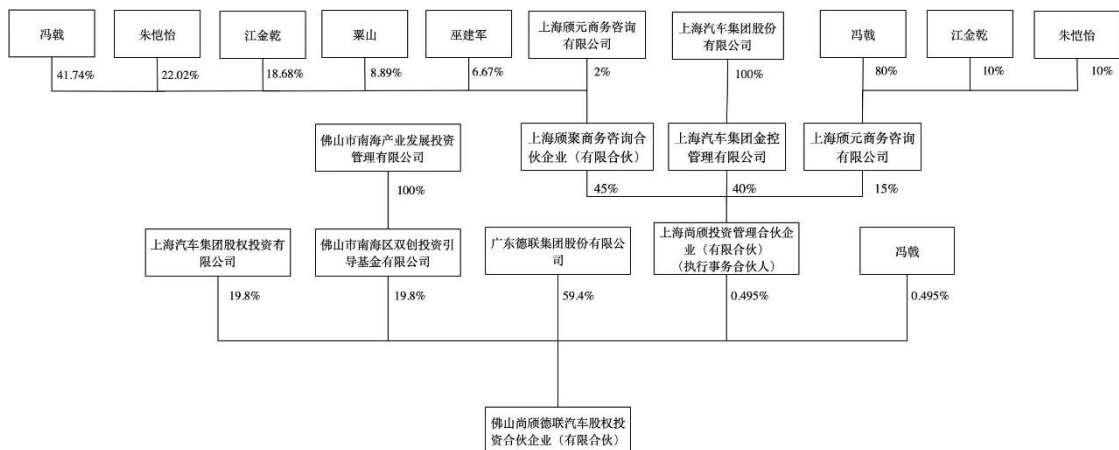 冯戟
朱恺怡
江金乾
粟山
巫建军
上海颀元商务咨询
有限公司
上海汽车集团股份
有限公司
冯戟
江金乾
朱恺怡
41.74%
22.02%
18.68%
8.89%
6.67%
2%
100%
80%
10%
10%
佛山市南海产业发展投资
管理有限公司
上海颀聚商务咨询合
伙企业（有限合伙）
上海汽车集团金控
管理有限公司
上海颀元商务咨询
有限公司
100%
45%
40%
15%
上海汽车集团股权投资有
限公司
佛山市南海区双创投资引
导基金有限公司
广东德联集团股份有限公
司
上海尚颀投资管理合伙企
业（有限合伙）
（执行事务合伙人）
冯戟
19.8%
19.8%
59.4%
0.495%
0.495%
佛山尚颀德联汽车股权投
资合伙企业（有限合伙）